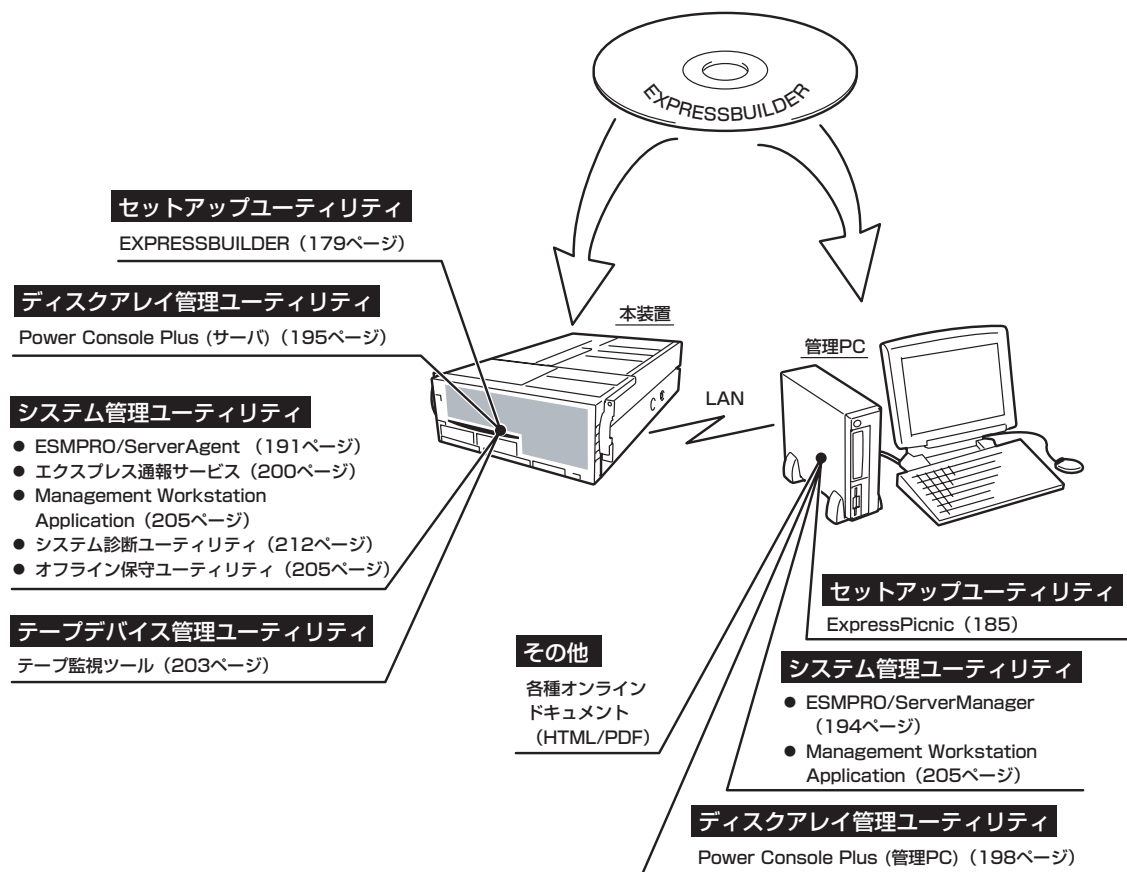 EXPRESSBUILDER
セットアップユーティリティ
EXPRESSBUILDER（179ページ）
ディスクアレイ管理ユーティリティ
Power Console Plus (サーバ)（195ページ）
システム管理ユーティリティ
● ESMPRO/ServerAgent （191ページ）
● エクスプレス通報サービス（200ページ）
● Management Workstation
Application（205ページ）
● システム診断ユーティリティ（212ページ）
● オフライン保守ユーティリティ（205ページ）
テープデバイス管理ユーティリティ
テープ監視ツール（203ページ）
本装置
LAN
管理PC
その他
各種オンライン
ドキュメント
（HTML/PDF）
セットアップユーティリティ
ExpressPicnic（185）
システム管理ユーティリティ
● ESMPRO/ServerManager
（194ページ）
● Management Workstation
Application（205ページ）
ディスクアレイ管理ユーティリティ
Power Console Plus (管理PC)（198ページ）